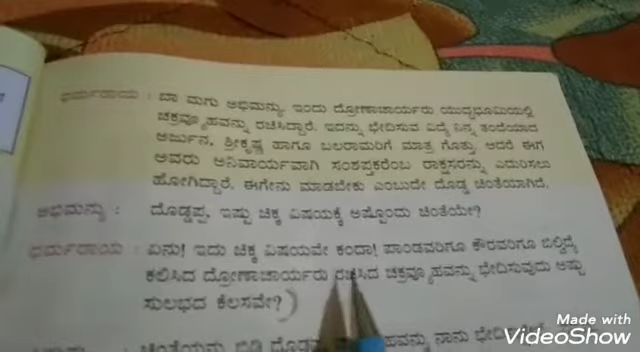 ಧರ್ಮರಾಯ : ಬಾ ಮಗು ಅಭಿಮನ್ಯು. ಇಂದು ದ್ರೋಣಾಚಾರ್ಯರು ಯುದ್ಧಭೂಮಿಯಲ್ಲಿ
ಚಕ್ರವ್ಯೂಹವನ್ನು ರಚಿಸಿದ್ದಾರೆ. ಇದನ್ನು ಭೇದಿಸುವ ವಿದ್ಯೆ ನಿನ್ನ ತಂದೆಯಾದ
ಅರ್ಜುನ, ಶ್ರೀಕೃಷ್ಣ ಹಾಗೂ ಬಲರಾಮರಿಗೆ ಮಾತ್ರ ಗೊತ್ತು. ಆದರೆ ಈಗ
ಅವರು ಅನಿವಾರ್ಯವಾಗಿ ಸಂಶಪ್ತಕರೆಂಬ ರಾಕ್ಷಸರನ್ನು ಎದುರಿಸಲು
ಹೋಗಿದ್ದಾರೆ. ಈಗೇನು ಮಾಡಬೇಕು ಎಂಬುದೇ ದೊಡ್ಡ ಚಿಂತೆಯಾಗಿದೆ.
ಅಭಿಮನ್ಯು : ದೊಡ್ಡಪ್ಪ, ಇಷ್ಟು ಚಿಕ್ಕ ವಿಷಯಕ್ಕೆ ಅಷ್ಟೊಂದು ಚಿಂತೆಯೇ?
ಧರ್ಮರಾಯ : ಏನು! ಇದು ಚಿಕ್ಕ ವಿಷಯವೇ ಕಂದಾ! ಪಾಂಡವರಿಗೂ ಕೌರವರಿಗೂ ಬಿಲ್ವಿದ್ಯೆ
ಕಲಿಸಿದ ದ್ರೋಣಾಚಾರ್ಯರು ರಚಿಸಿದ ಚಕ್ರವ್ಯೂಹವನ್ನು ಭೇದಿಸುವುದು ಅಷ್ಟು
ಸುಲಭದ ಕೆಲಸವೇ?
ಚಿಂತೆಯನ್ನು ಬಿಡಿ ನಾನು
Made with
VideoShow